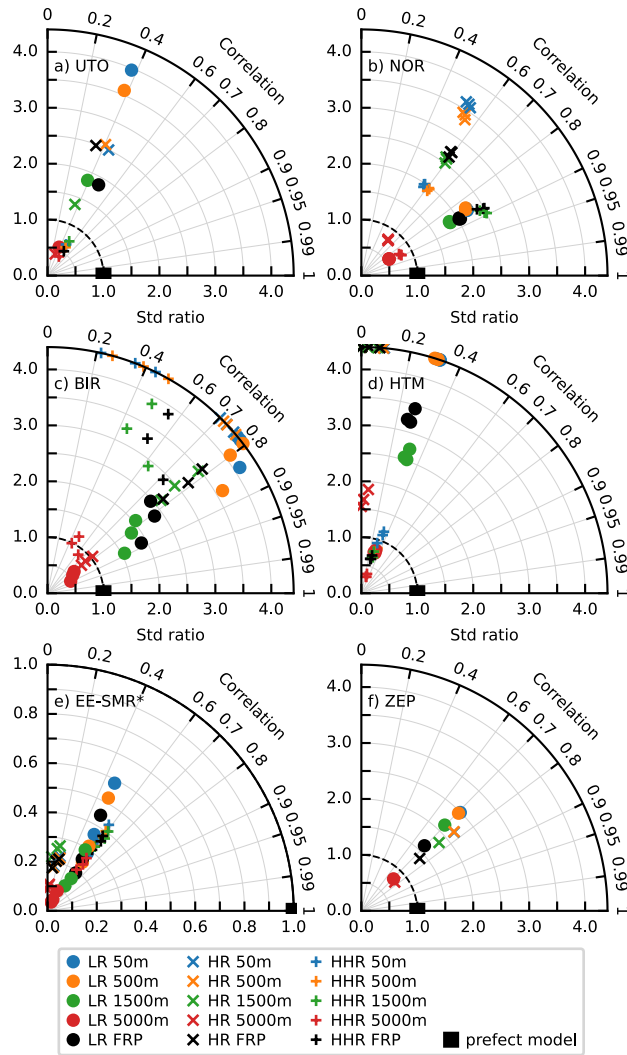 0 0.2 0.4 0.6 0.7 0.8 0.9 0.95 0.99 1
Correlation
a) UTO
4.0
3.0
2.0
1.0
0.0
0.0 1.0 2.0 3.0 4.0
Std ratio
0 0.2 0.4 0.6 0.7 0.8 0.9 0.95 0.99 1
Correlation
b) NOR
4.0
3.0
2.0
1.0
0.0
0.0 1.0 2.0 3.0 4.0
Std ratio
0 0.2 0.4 0.6 0.7 0.8 0.9 0.95 0.99 1
Correlation
c) BIR
4.0
3.0
2.0
1.0
0.0
0.0 1.0 2.0 3.0 4.0
Std ratio
0 0.2 0.4 0.6 0.7 0.8 0.9 0.95 0.99 1
Correlation
d) HTM
4.0
3.0
2.0
1.0
0.0
0.0 1.0 2.0 3.0 4.0
Std ratio
0 0.2 0.4 0.6 0.7 0.8 0.9 0.95 0.99 1
Correlation
e) EE-SMR*
1.0
0.8
0.6
0.4
0.2
0.0
0.0 0.2 0.4 0.6 0.8 1.0
0 0.2 0.4 0.6 0.7 0.8 0.9 0.95 0.99 1
Correlation
f) ZEP
4.0
3.0
2.0
1.0
0.0
0.0 1.0 2.0 3.0 4.0
LR 50m HR 50m HHR 50m
LR 500m HR 500m HHR 500m
LR 1500m HR 1500m HHR 1500m
LR 5000m HR 5000m HHR 5000m
LR FRP HR FRP HHR FRP prefect model